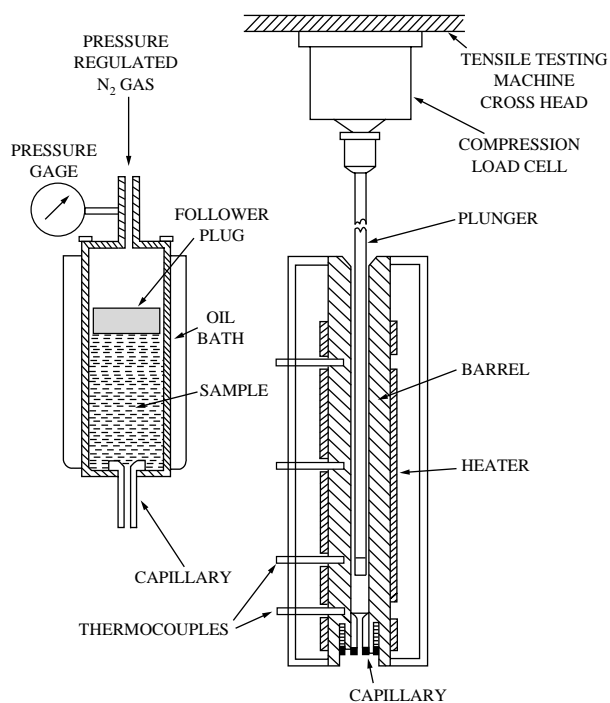 PRESSURE
REGULATED
N₂ GAS
PRESSURE
GAGE
FOLLOWER
PLUG
OIL
BATH
SAMPLE
CAPILLARY
TENSILE TESTING
MACHINE
CROSS HEAD
COMPRESSION
LOAD CELL
PLUNGER
BARREL
HEATER
THERMOCOUPLES
CAPILLARY